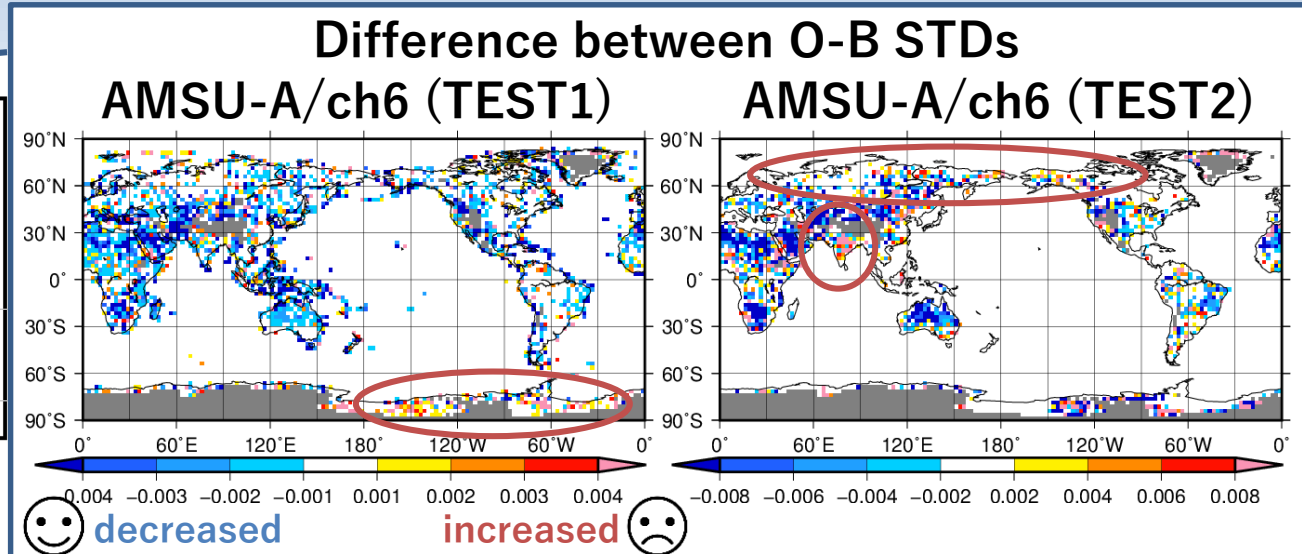 Difference between O-B STDs
AMSU-A/ch6 (TEST1)
AMSU-A/ch6 (TEST2)
90°N
60°N
30°N
0°
30°S
60°S
90°S
0° 60°E 120°E 180° 120°W 60°W 0°
90°N
60°N
30°N
0°
30°S
60°S
90°S
0° 60°E 120°E 180° 120°W 60°W 0°
0.004 −0.003 −0.002 −0.001 0.001 0.002 0.003 0.004
−0.008 −0.006 −0.004 −0.002 0.002 0.004 0.006 0.008
decreased
increased